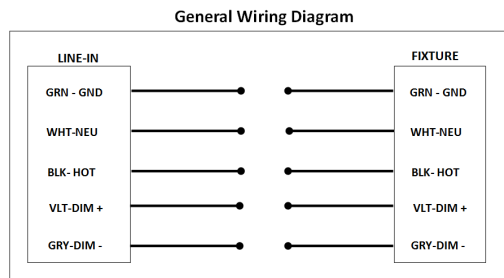 General Wiring Diagram
LINE-IN
FIXTURE
GRN - GND
GRN - GND
WHT-NEU
WHT-NEU
BLK- HOT
BLK- HOT
VLT-DIM +
VLT-DIM +
GRY-DIM -
GRY-DIM -